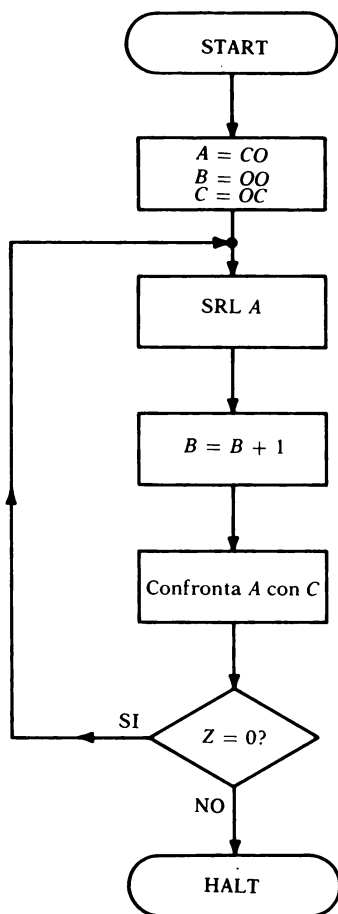 START
A = CO
B = OO
C = OC
SRL A
B = B + 1
Confronta A con C
SI
Z = 0?
NO
HALT